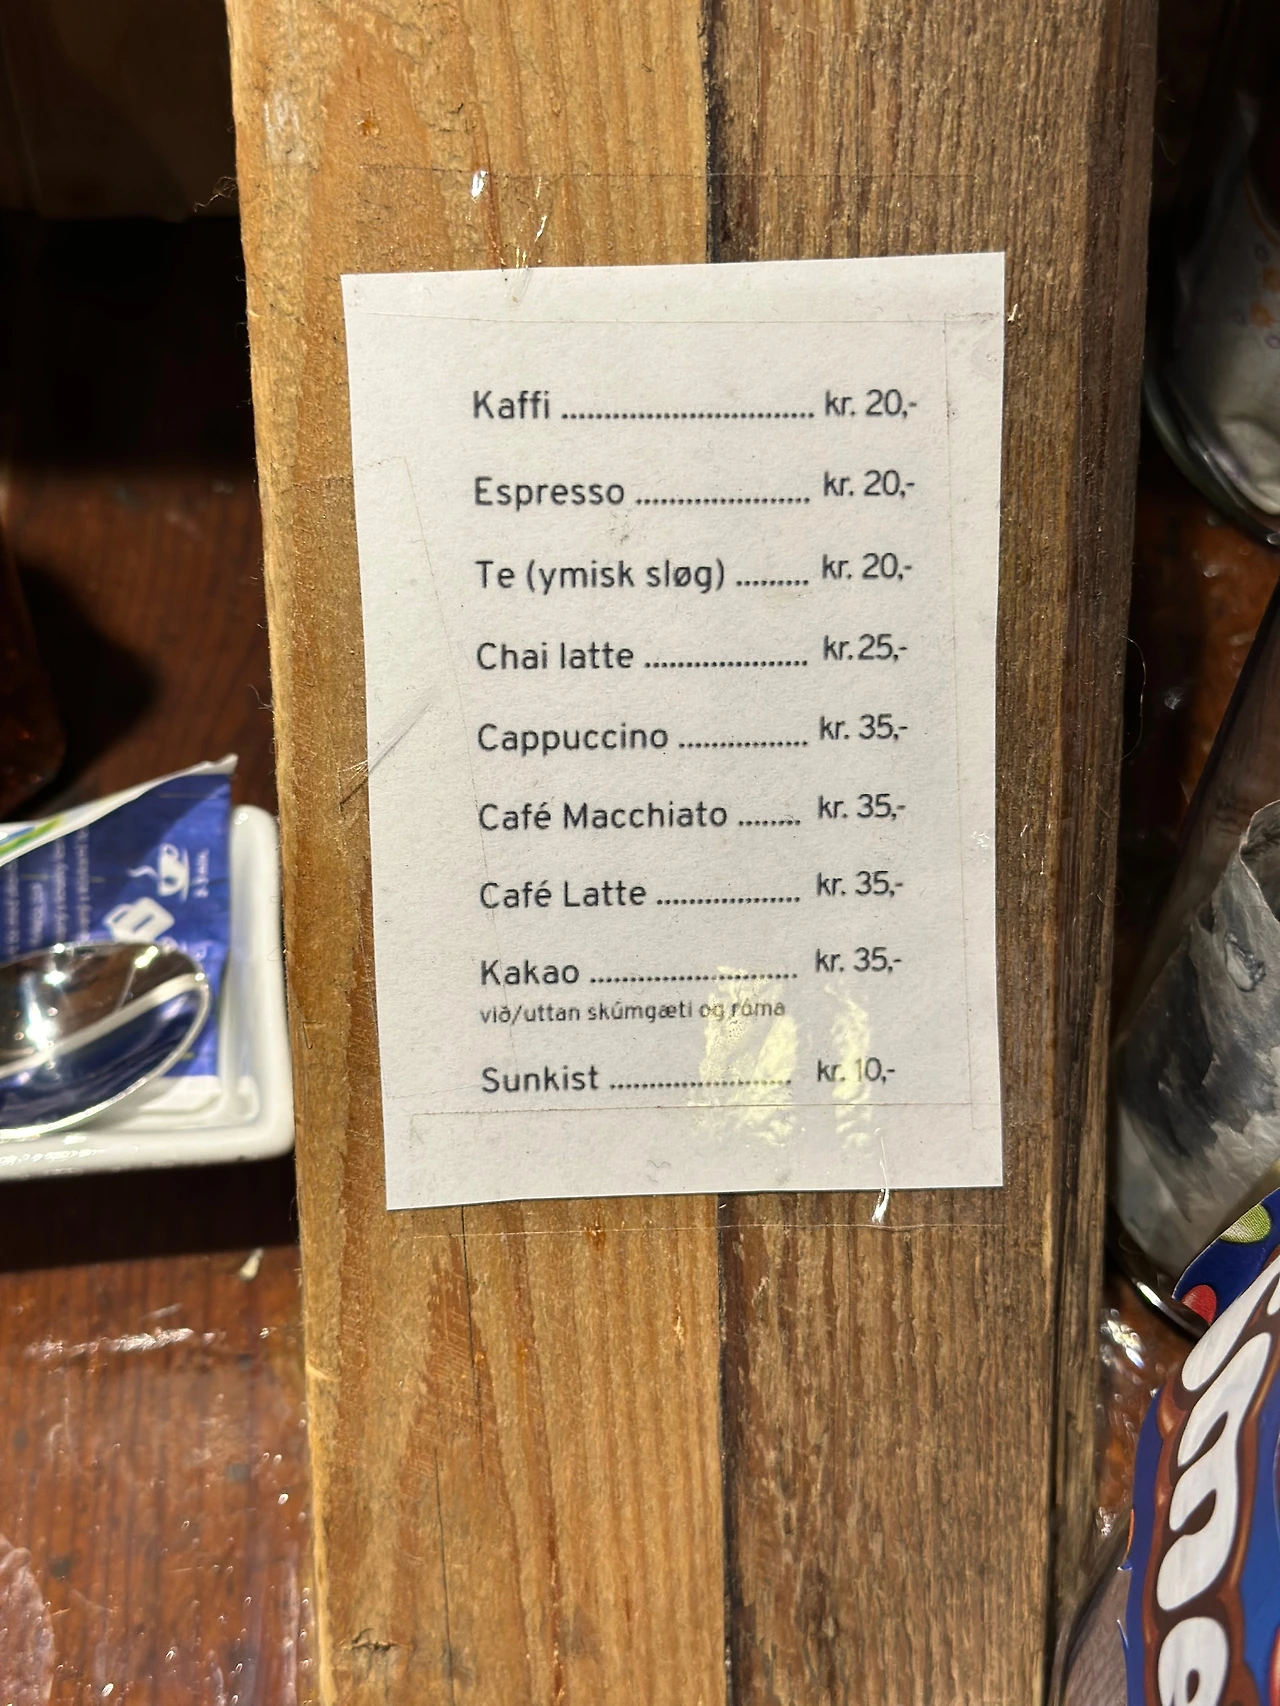 Kaffi .............................. kr. 20,-
Espresso ..................... kr. 20,-
Te (ymisk sløg) ......... kr. 20,-
Chai latte .................... kr.25,-
Cappuccino ................ kr. 35,-
Café Macchiato ........ kr. 35,-
Café Latte .................. kr. 35,-
Kakao .......................... kr. 35,-
við/uttan skúmgæti og róma
Sunkist ....................... kr. 10,-